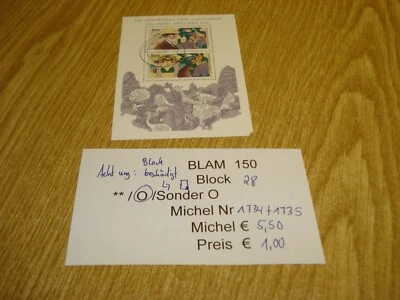 Block
Achtung: beschädigt
BLAM 150
Block 28
** / O /Sonder O
Michel Nr 1734+1735
Michel € 5,50
Preis € 1,00